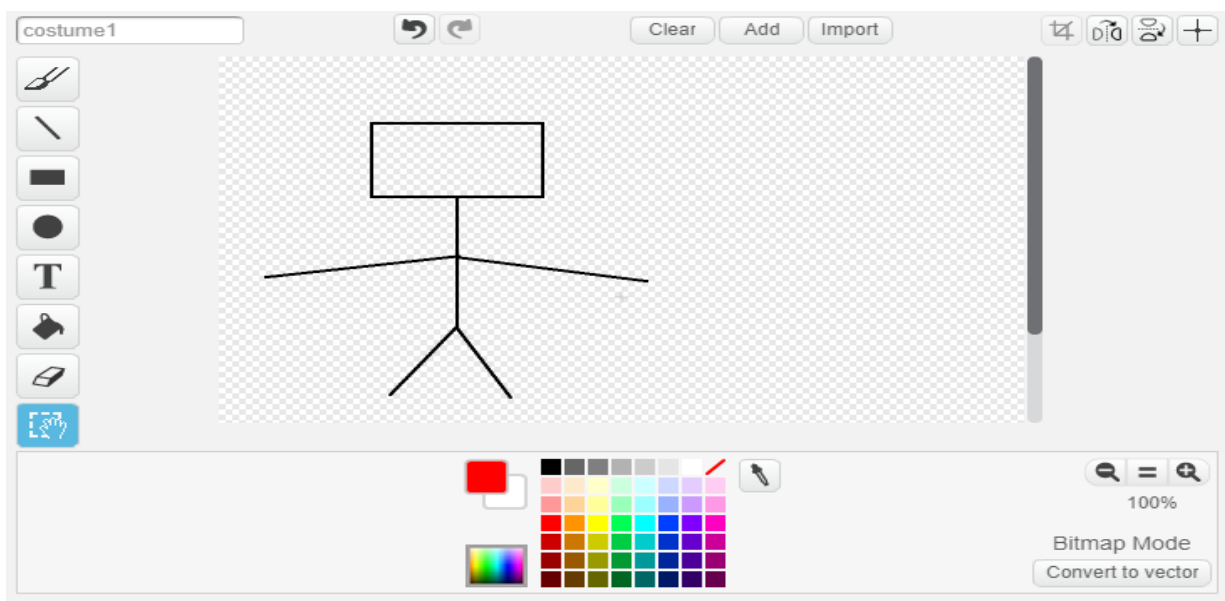 costume1
Clear
Add
Import
T
100%
Bitmap Mode
Convert to vector